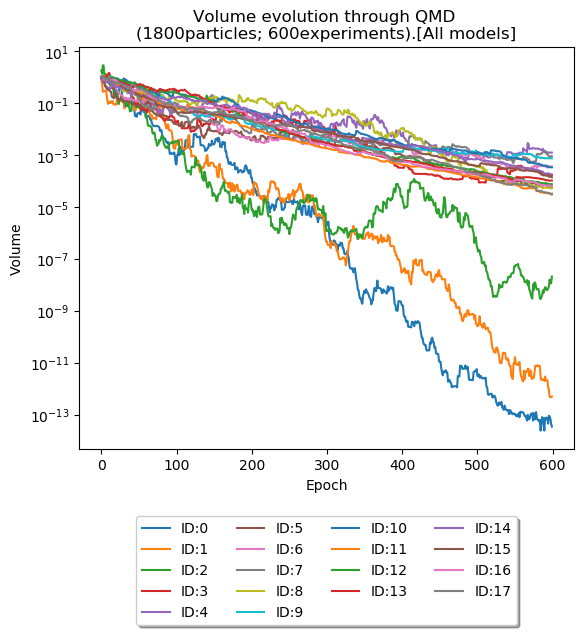 Volume evolution through QMD
(1800particles; 600experiments).[All models]
10^1
10^-1
10^-3
10^-5
10^-7
10^-9
10^-11
10^-13
Volume
0 100 200 300 400 500 600
Epoch
ID:0 ID:5 ID:10 ID:14
ID:1 ID:6 ID:11 ID:15
ID:2 ID:7 ID:12 ID:16
ID:3 ID:8 ID:13 ID:17
ID:4 ID:9